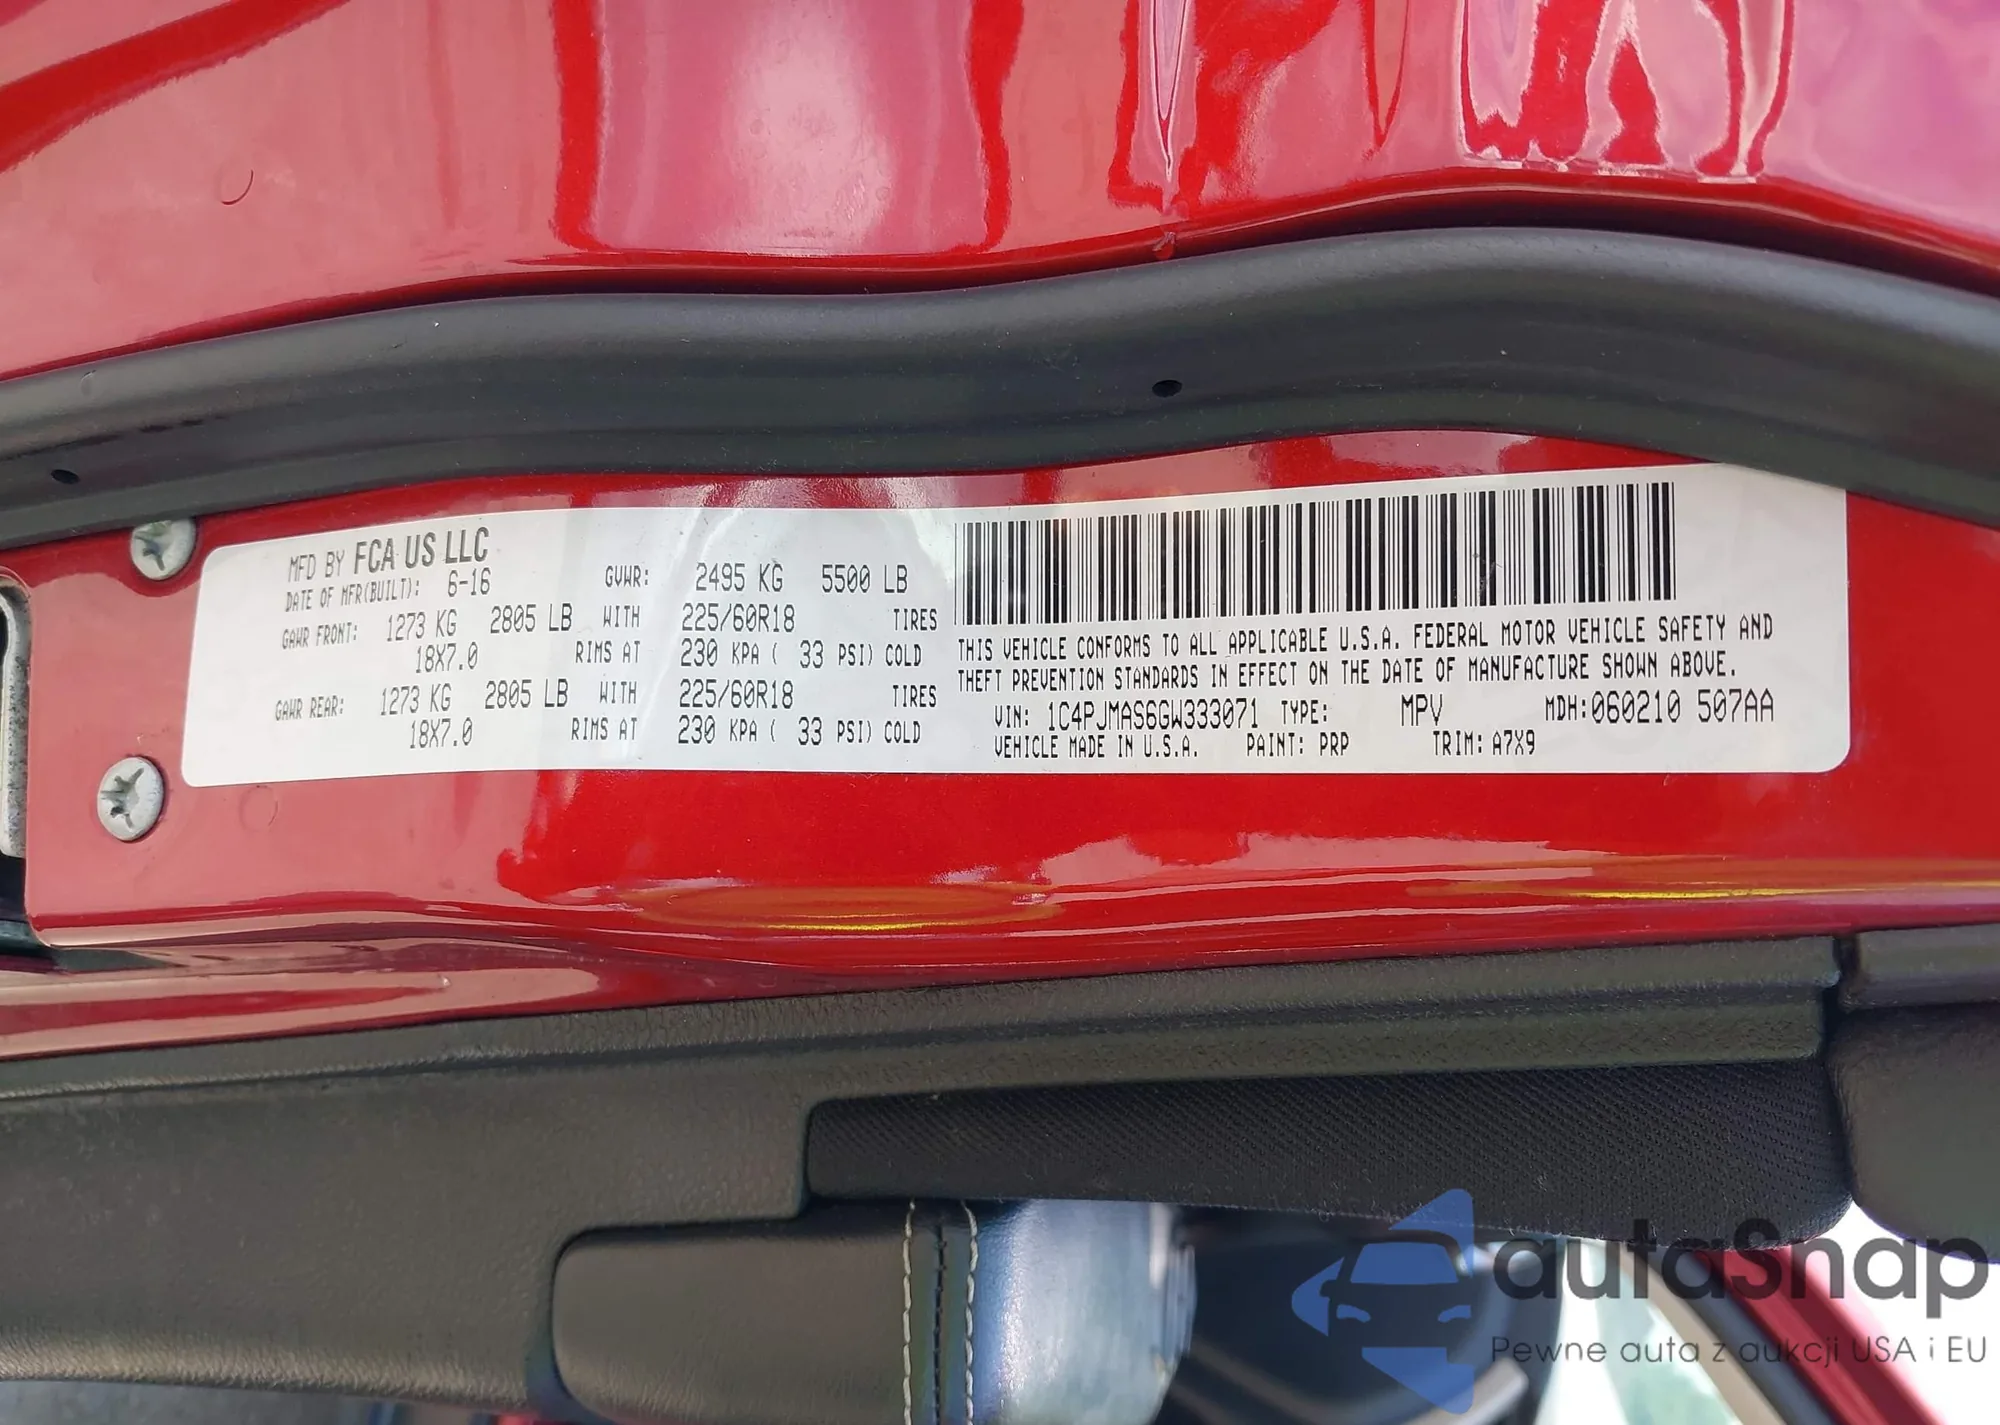 MFD BY FCA US LLC
DATE OF MFR(BUILT): 6-16 GVWR: 2495 KG 5500 LB
GAWR FRONT: 1273 KG 2805 LB WITH 225/60R18 TIRES
18X7.0 RIMS AT 230 KPA ( 33 PSI) COLD
GAWR REAR: 1273 KG 2805 LB WITH 225/60R18 TIRES
18X7.0 RIMS AT 230 KPA ( 33 PSI) COLD
THIS VEHICLE CONFORMS TO ALL APPLICABLE U.S.A. FEDERAL MOTOR VEHICLE SAFETY AND
THEFT PREVENTION STANDARDS IN EFFECT ON THE DATE OF MANUFACTURE SHOWN ABOVE.
VIN: 1C4PJMAS6GW333071 TYPE: MPV MDH:060210 507AA
VEHICLE MADE IN U.S.A. PAINT: PRP TRIM: A7X9
autaSnap
Pewne auta z aukcji USA i EU